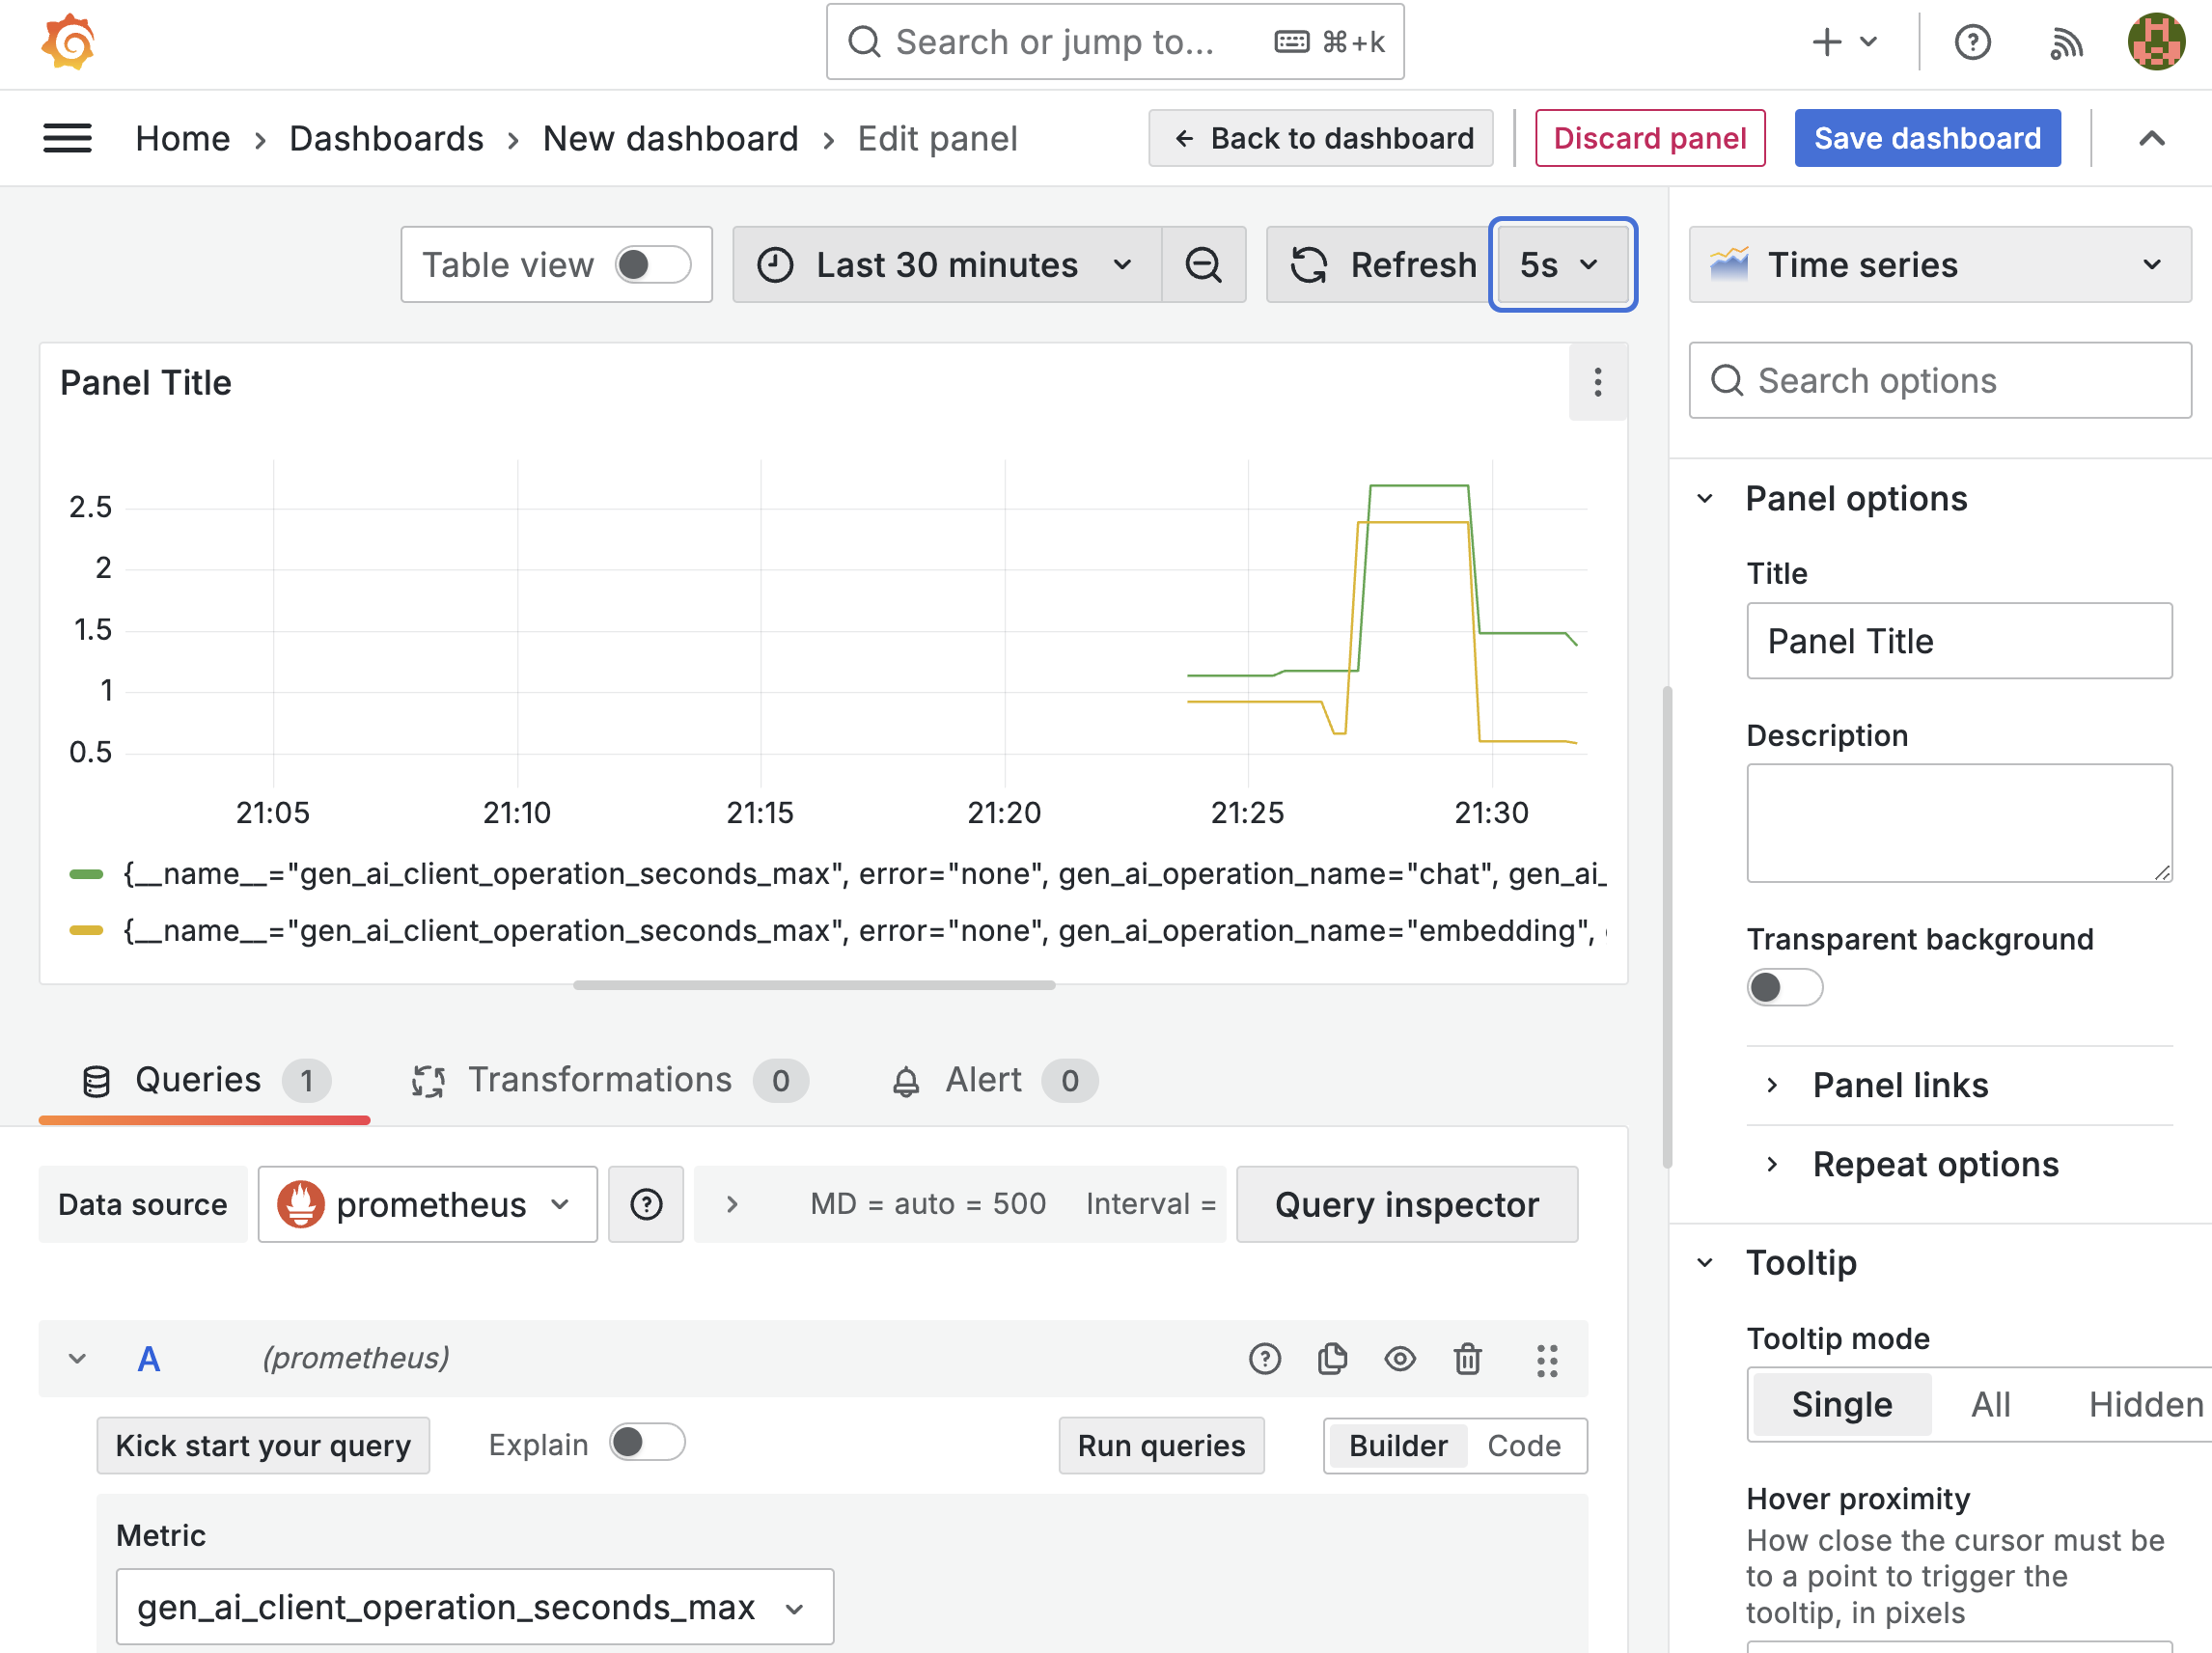 Search or jump to... ⌘+k
Home › Dashboards › New dashboard › Edit panel
← Back to dashboard
Discard panel
Save dashboard
Table view
Last 30 minutes
Refresh
5s
Time series
Search options
Panel Title
2.5
2
1.5
1
0.5
21:05 21:10 21:15 21:20 21:25 21:30
{__name__="gen_ai_client_operation_seconds_max", error="none", gen_ai_operation_name="chat", gen_ai_
{__name__="gen_ai_client_operation_seconds_max", error="none", gen_ai_operation_name="embedding",
Panel options
Title
Panel Title
Description
Transparent background
Panel links
Repeat options
Queries 1
Transformations 0
Alert 0
Data source
prometheus
MD = auto = 500 Interval =
Query inspector
A (prometheus)
Kick start your query
Explain
Run queries
Builder Code
Metric
gen_ai_client_operation_seconds_max
Tooltip
Tooltip mode
Single All Hidden
Hover proximity
How close the cursor must be
to a point to trigger the
tooltip, in pixels